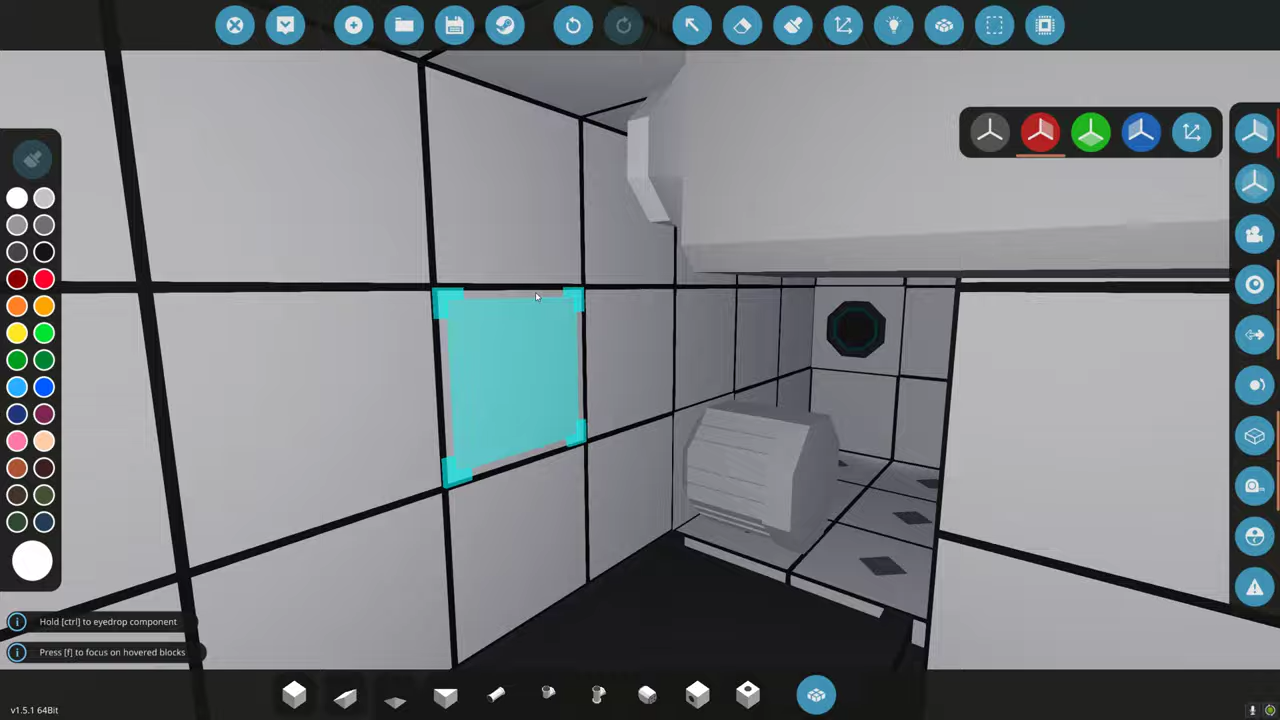 Hold [ctrl] to eyedrop component
Press [f] to focus on hovered blocks
v1.5.1 64Bit